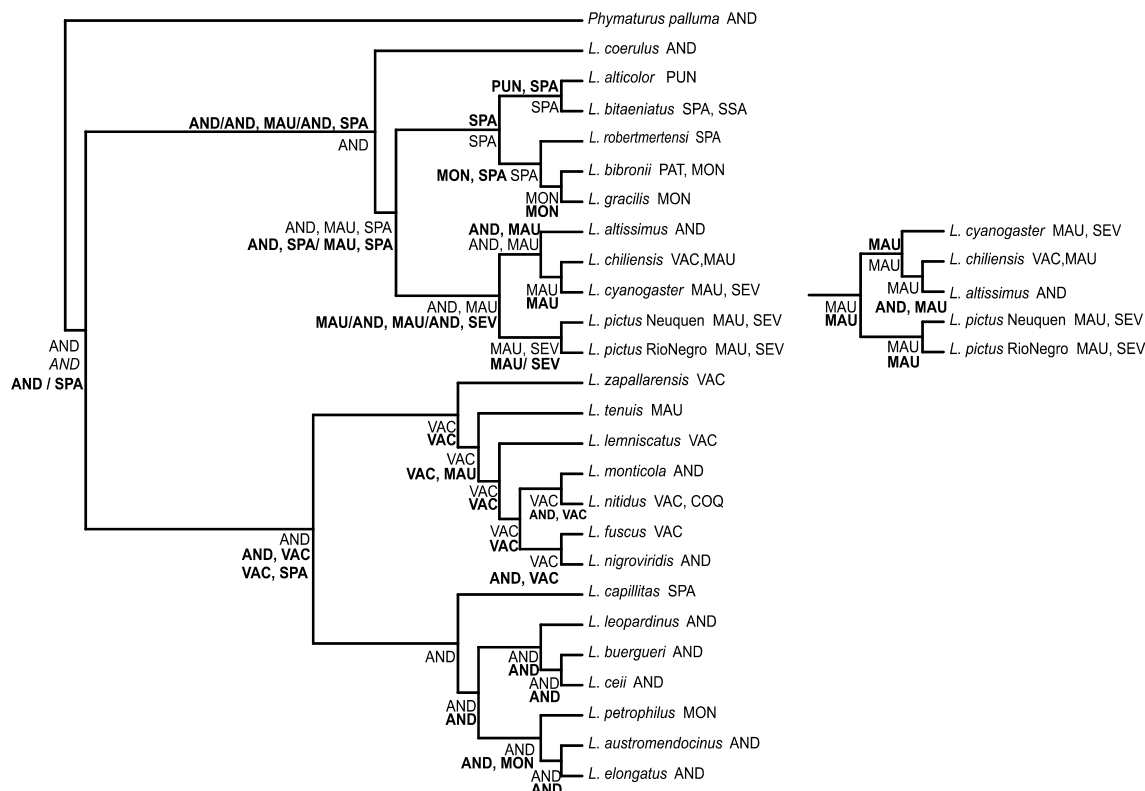 Phymaturus palluma AND
L. coerulus AND
L. alticolor PUN
PUN, SPA
SPA
L. bitaeniatus SPA, SSA
AND/AND, MAU/AND, SPA
AND
SPA
SPA
L. robertmertensi SPA
MON, SPA SPA
L. bibronii PAT, MON
MON
MON
L. gracilis MON
AND, MAU, SPA
AND, SPA/ MAU, SPA
AND, MAU
AND, MAU
L. altissimus AND
L. chiliensis VAC,MAU
MAU
MAU
L. cyanogaster MAU, SEV
AND, MAU
MAU/AND, MAU/AND, SEV
L. pictus Neuquen MAU, SEV
MAU, SEV
MAU/ SEV
L. pictus RioNegro MAU, SEV
L. cyanogaster MAU, SEV
MAU
MAU
L. chiliensis VAC,MAU
MAU
AND, MAU
L. altissimus AND
MAU
MAU
L. pictus Neuquen MAU, SEV
MAU
MAU
L. pictus RioNegro MAU, SEV
AND
AND
AND / SPA
L. zapallarensis VAC
L. tenuis MAU
VAC
VAC
L. lemniscatus VAC
VAC
VAC, MAU
L. monticola AND
VAC
VAC
VAC
AND, VAC
L. nitidus VAC, COQ
L. fuscus VAC
VAC
VAC
L. nigroviridis AND
VAC
AND, VAC
AND
AND, VAC
VAC, SPA
L. capillitas SPA
L. leopardinus AND
AND
AND
AND
L. buergueri AND
L. ceii AND
AND
AND
AND
AND
L. petrophilus MON
AND
AND, MON
L. austromendocinus AND
L. elongatus AND
AND
AND